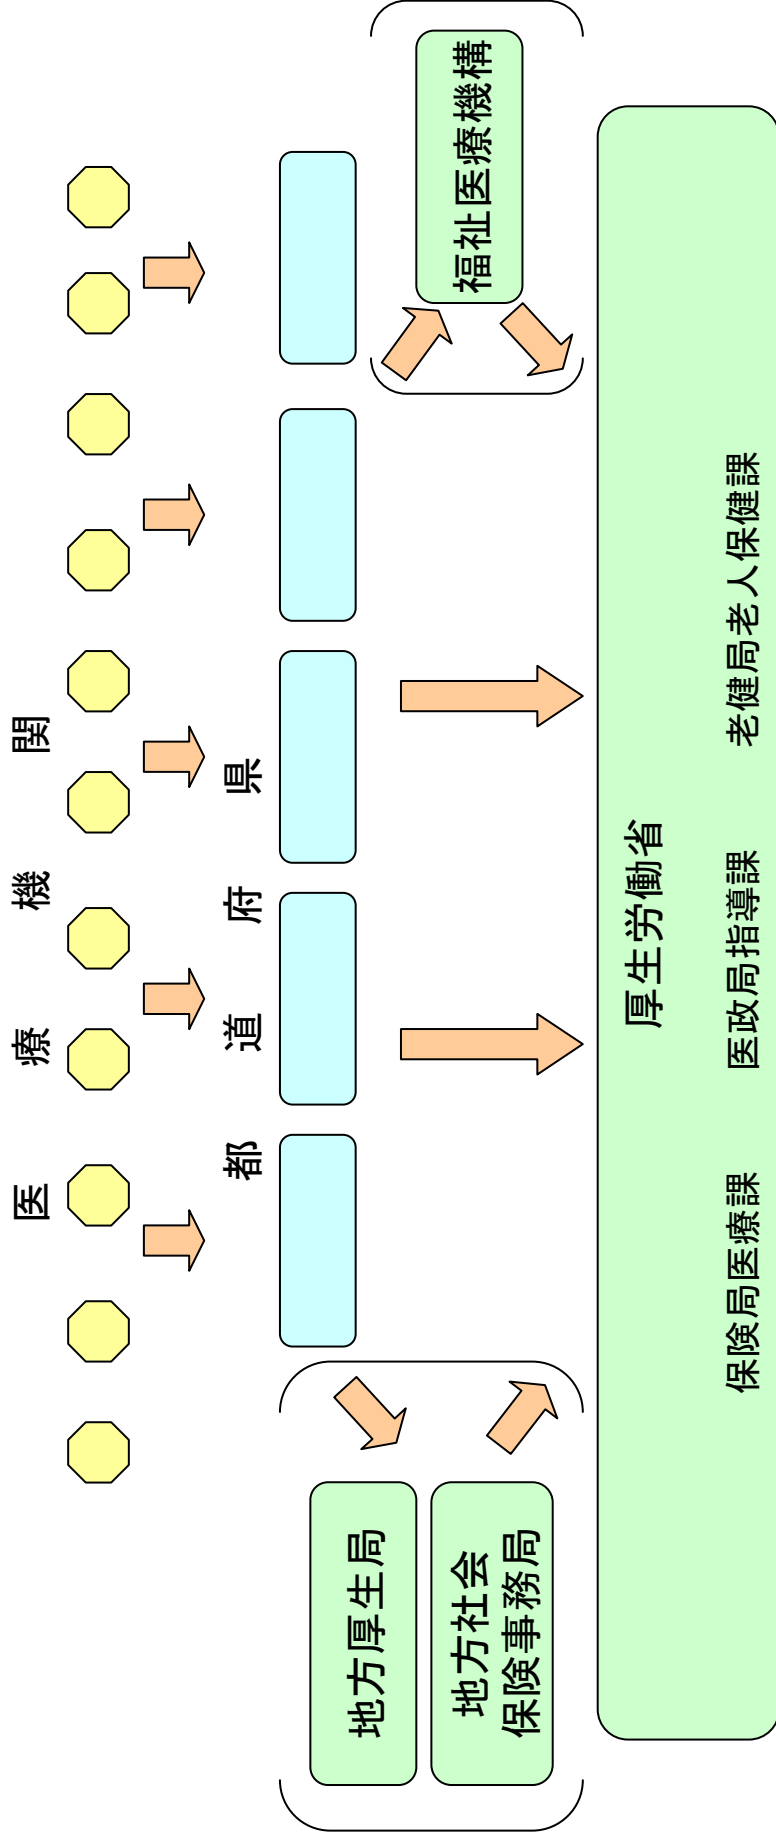 医療機関
都道府県
地方厚生局
地方社会
保険事務局
福祉医療機構
厚生労働省
保険局医療課
医政局指導課
老健局老人保健課